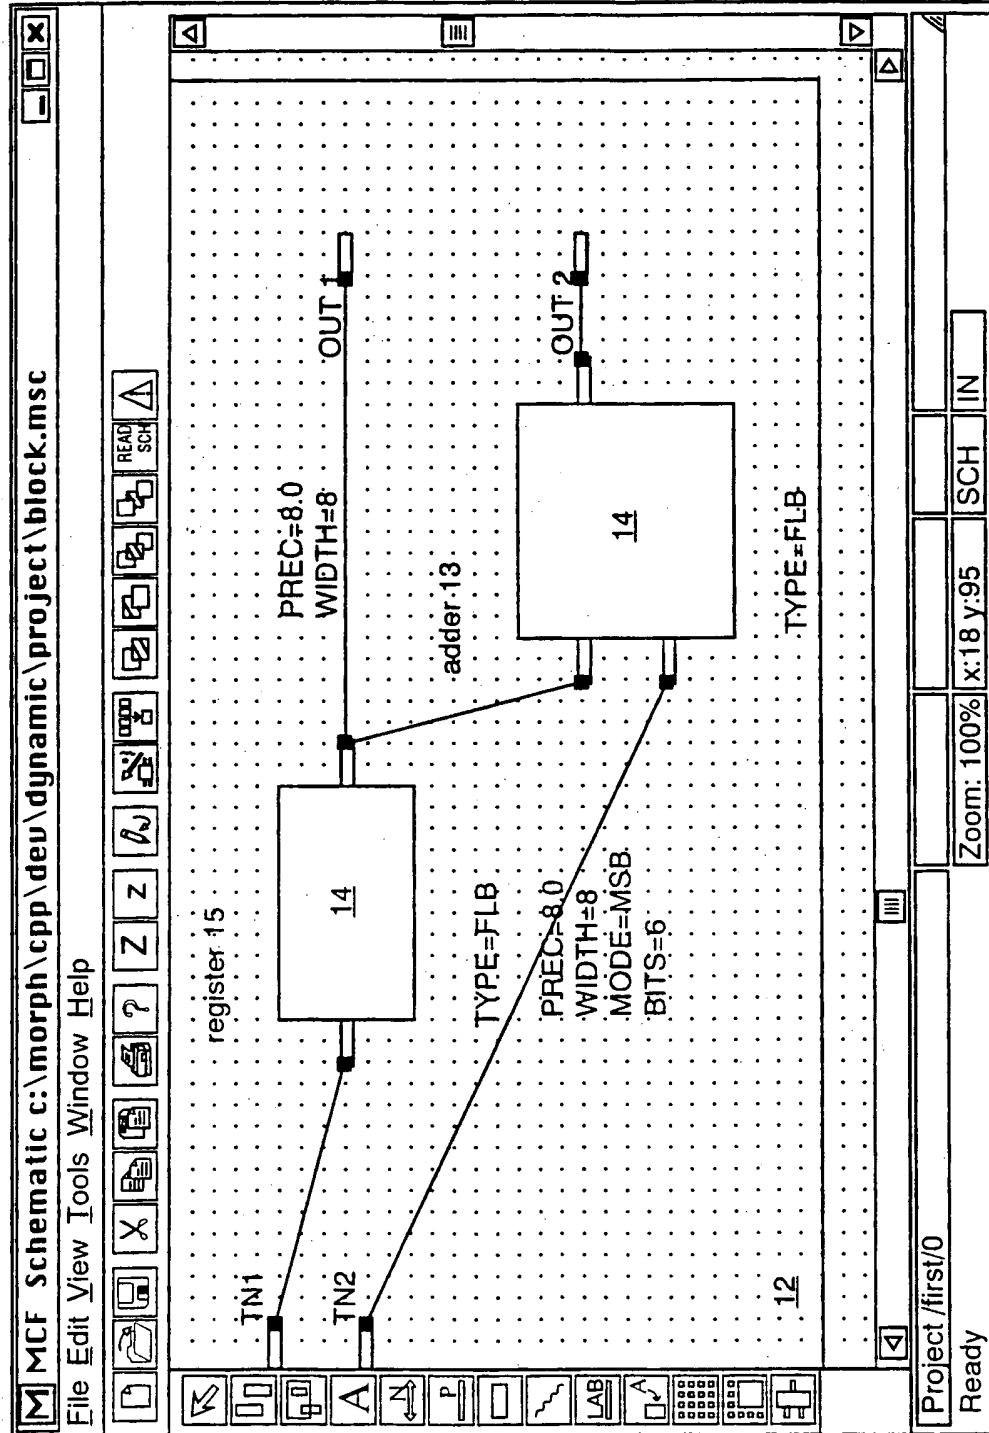 M MCF Schematic c:\morph\cpp\dev\dynamic\project\block.msc
File Edit View Tools Window Help
? Z z READ SCH
A
N
P
LAB
A
TN1
TN2
register 15
14
TYPE=FLB
PREC=8.0
WIDTH=8
MODE=MSB
BITS=6
PREC=8.0
WIDTH=8
OUT 1
adder 13
14
TYPE=FLB
OUT 2
12
Project /first/0
Ready
Zoom: 100% x:18 y:95 SCH IN